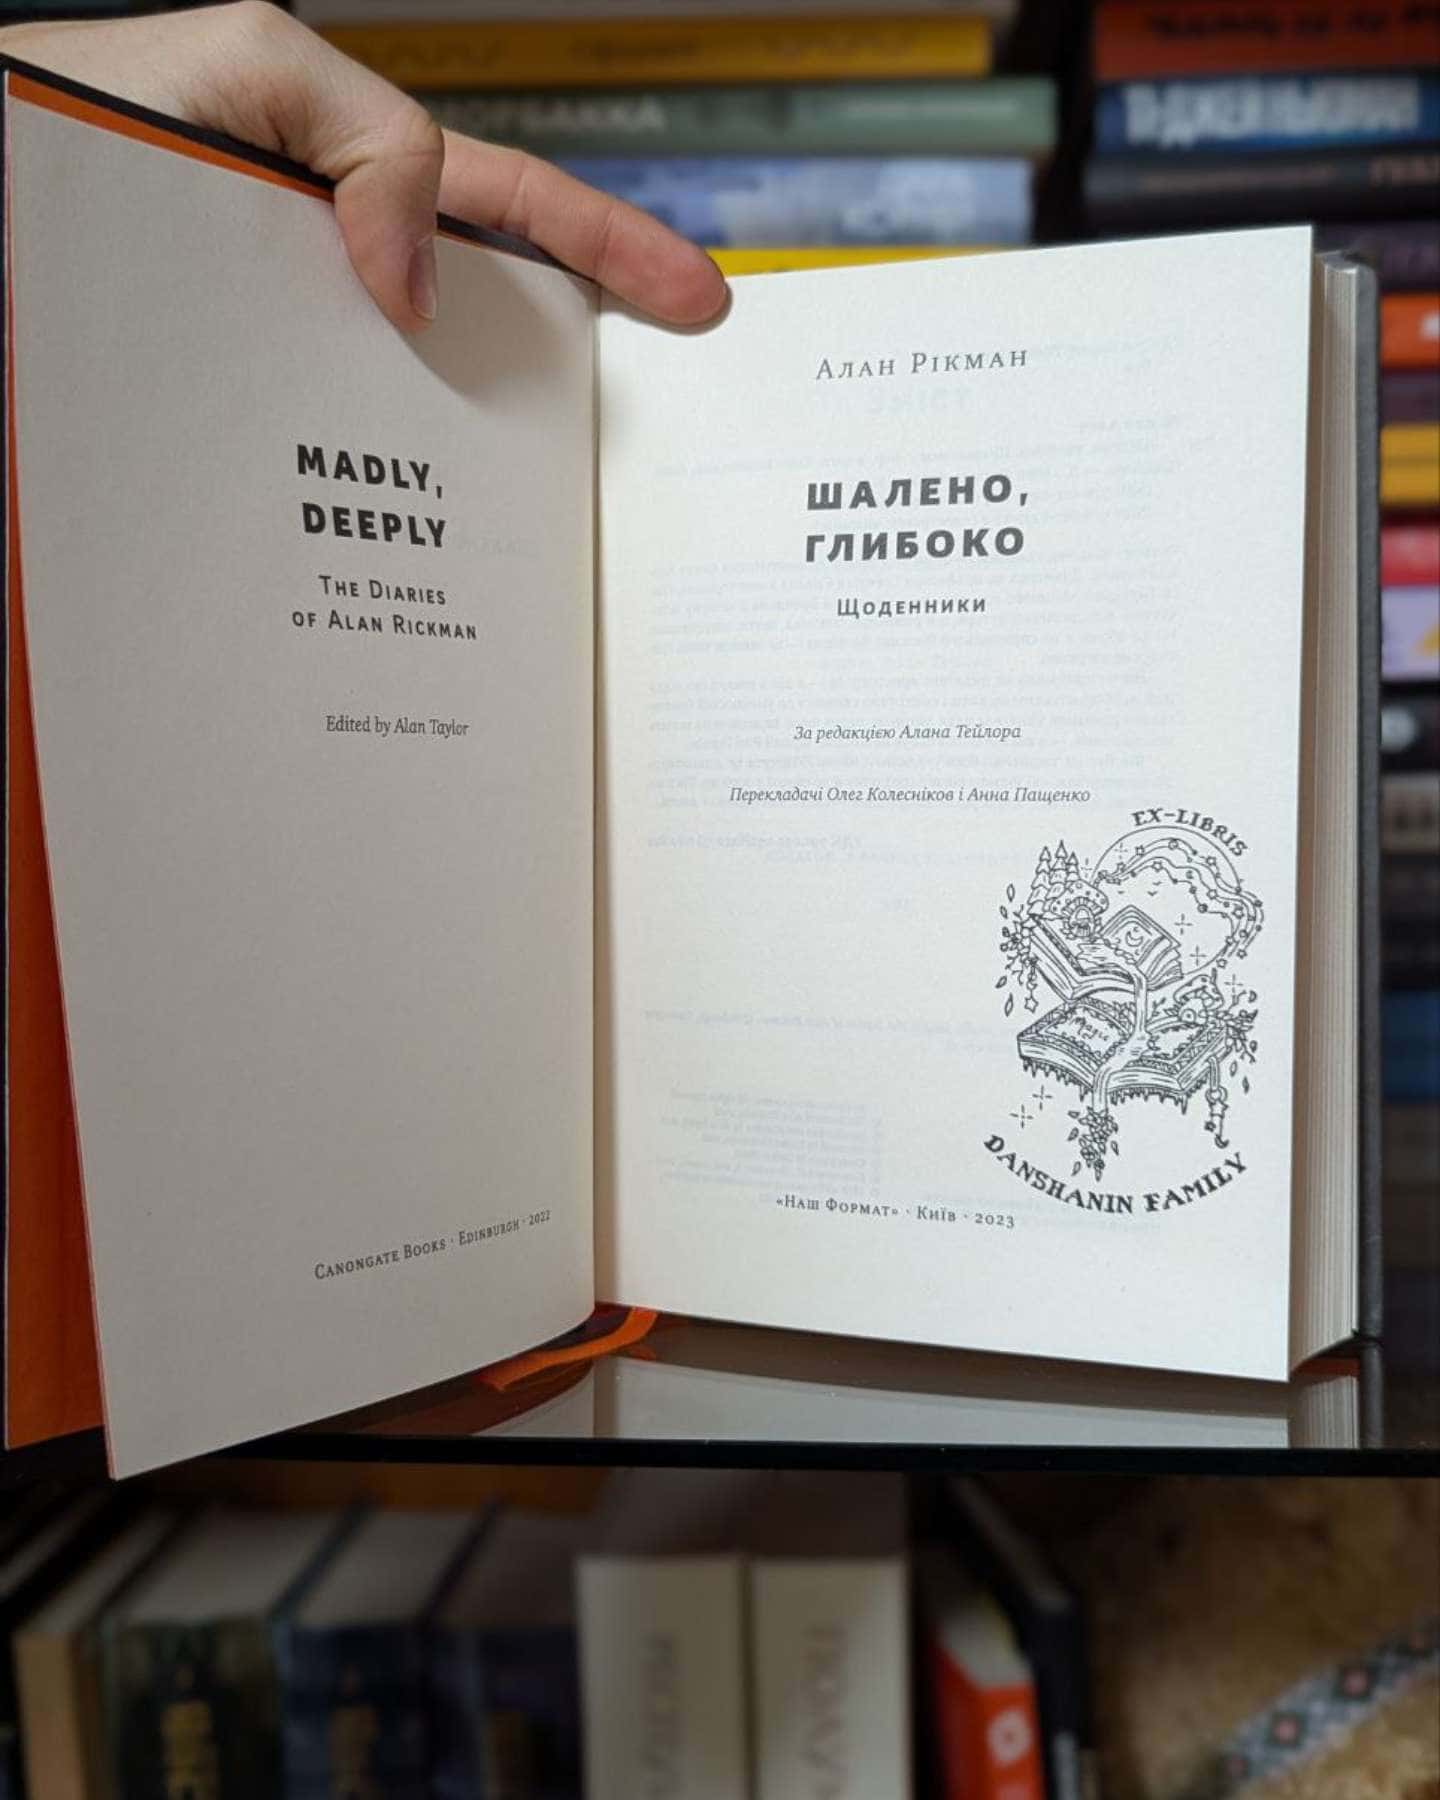 MADLY,
DEEPLY
The Diaries
of Alan Rickman
Edited by Alan Taylor
Canongate Books · Edinburgh · 2022
Алан Рікман
ШАЛЕНО,
ГЛИБОКО
Щоденники
За редакцією Алана Тейлора
Перекладачі Олег Колесніков і Анна Пащенко
EX-LIBRIS
Magic
DANSHANIN FAMILY
«Наш Формат» · Київ · 2023